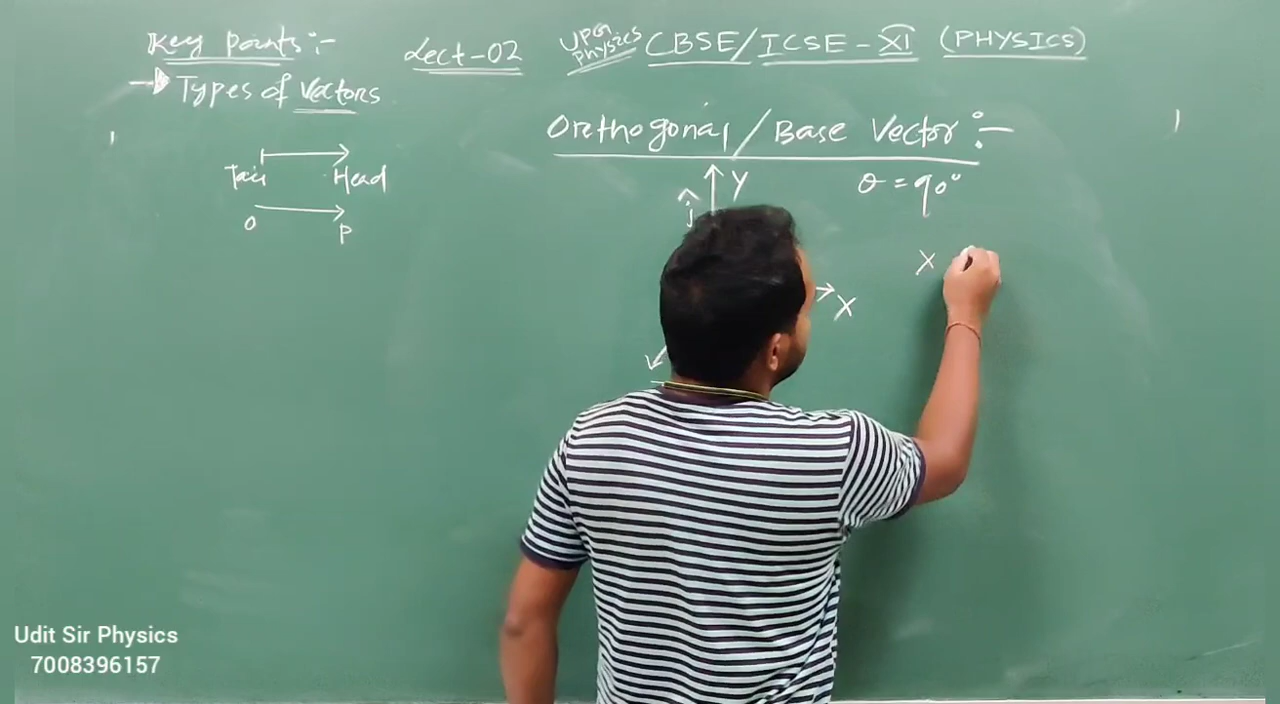 Key points:-
Lect-02
UPG Physics
CBSE/ICSE-XI (PHYSICS)
Types of Vectors
Tail Head
O P
Orthogonal/Base Vector:-
Y
ĵ
θ = 90°
X
X
Udit Sir Physics
7008396157